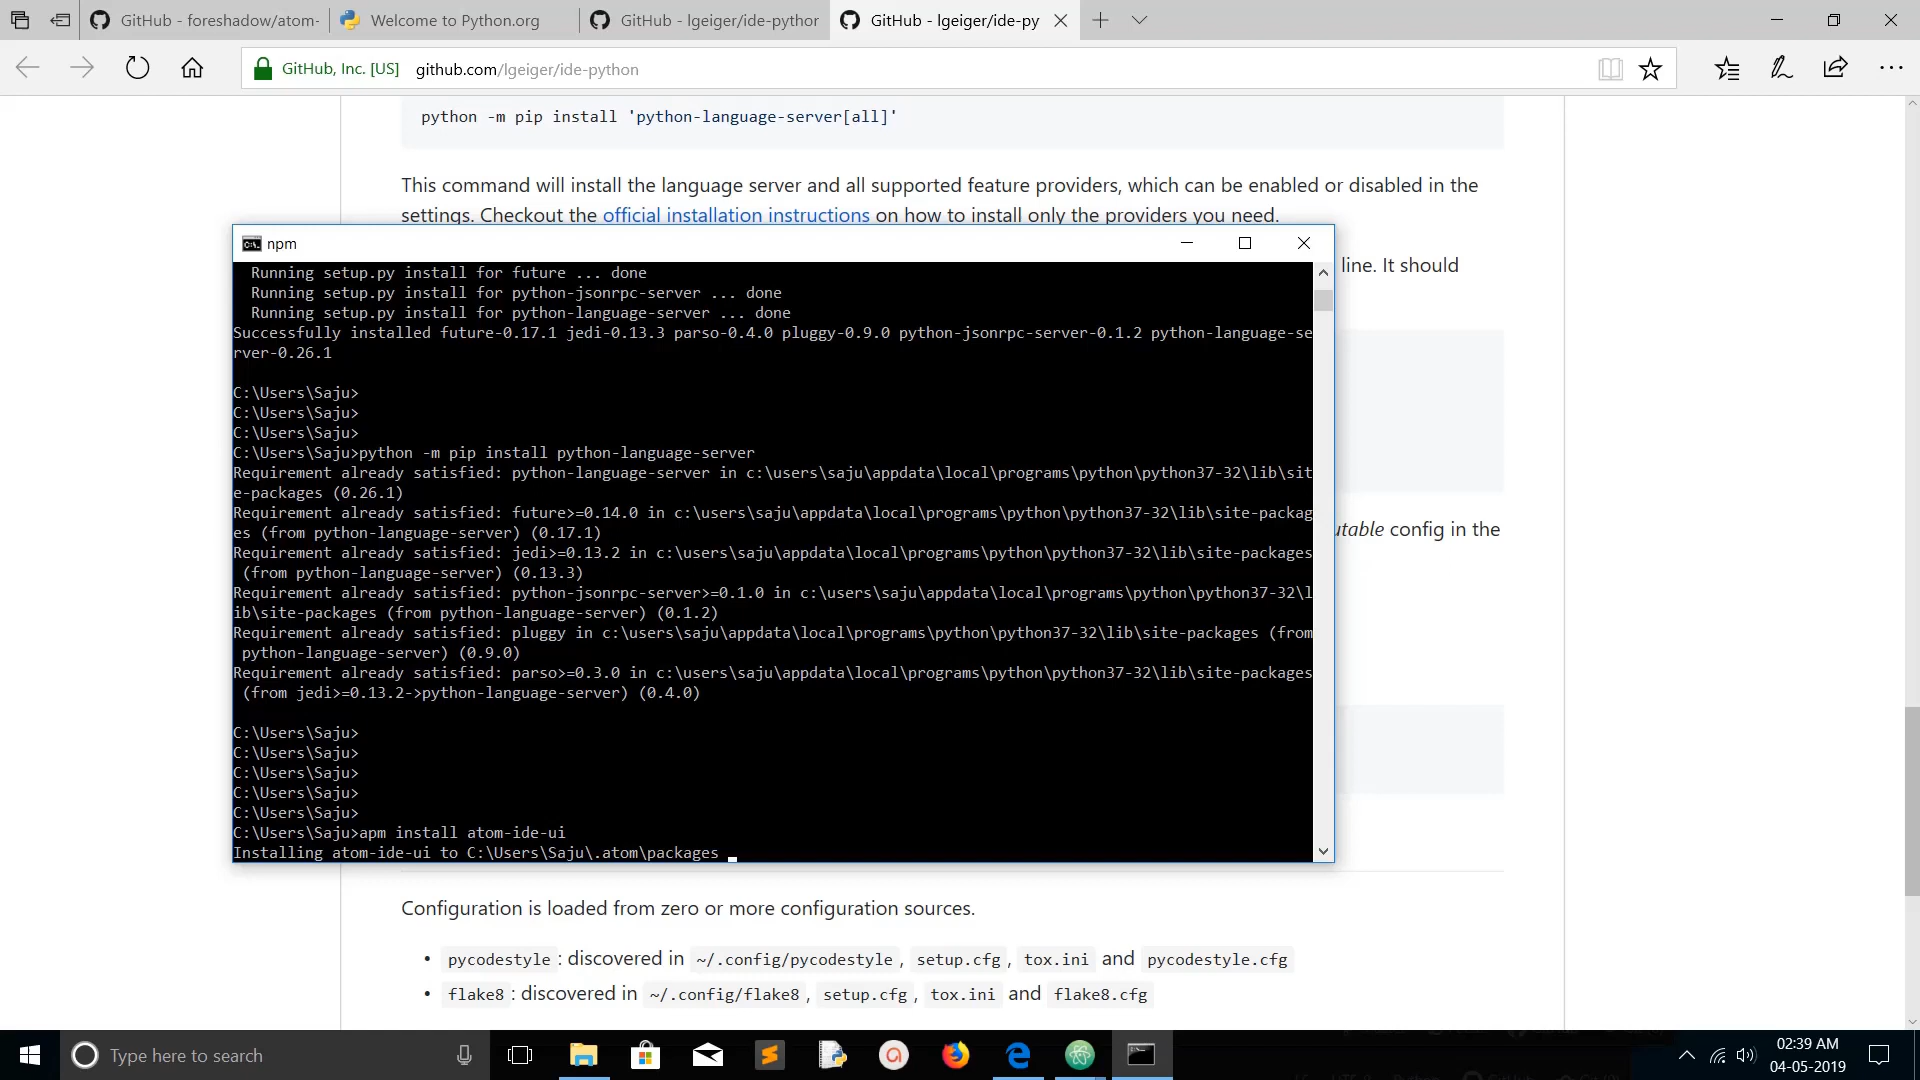 GitHub - foreshadow/atom-
Welcome to Python.org
GitHub - lgeiger/ide-python
GitHub - lgeiger/ide-py
GitHub, Inc. [US]
github.com/lgeiger/ide-python
python -m pip install 'python-language-server[all]'
This command will install the language server and all supported feature providers, which can be enabled or disabled in the
settings. Checkout the official installation instructions on how to install only the providers you need.
line. It should
npm
Running setup.py install for future ... done
Running setup.py install for python-jsonrpc-server ... done
Running setup.py install for python-language-server ... done
Successfully installed future-0.17.1 jedi-0.13.3 parso-0.4.0 pluggy-0.9.0 python-jsonrpc-server-0.1.2 python-language-se
rver-0.26.1
C:\Users\Saju>
C:\Users\Saju>
C:\Users\Saju>
C:\Users\Saju>python -m pip install python-language-server
Requirement already satisfied: python-language-server in c:\users\saju\appdata\local\programs\python\python37-32\lib\sit
e-packages (0.26.1)
Requirement already satisfied: future>=0.14.0 in c:\users\saju\appdata\local\programs\python\python37-32\lib\site-packag
es (from python-language-server) (0.17.1)
Requirement already satisfied: jedi>=0.13.2 in c:\users\saju\appdata\local\programs\python\python37-32\lib\site-packages
(from python-language-server) (0.13.3)
Requirement already satisfied: python-jsonrpc-server>=0.1.0 in c:\users\saju\appdata\local\programs\python\python37-32\l
ib\site-packages (from python-language-server) (0.1.2)
Requirement already satisfied: pluggy in c:\users\saju\appdata\local\programs\python\python37-32\lib\site-packages (from
python-language-server) (0.9.0)
Requirement already satisfied: parso>=0.3.0 in c:\users\saju\appdata\local\programs\python\python37-32\lib\site-packages
(from jedi>=0.13.2->python-language-server) (0.4.0)
utable config in the
C:\Users\Saju>
C:\Users\Saju>
C:\Users\Saju>
C:\Users\Saju>
C:\Users\Saju>
C:\Users\Saju>apm install atom-ide-ui
Installing atom-ide-ui to C:\Users\Saju\.atom\packages
Configuration is loaded from zero or more configuration sources.
• pycodestyle : discovered in ~/.config/pycodestyle , setup.cfg , tox.ini and pycodestyle.cfg
• flake8 : discovered in ~/.config/flake8 , setup.cfg , tox.ini and flake8.cfg
Type here to search
02:39 AM
04-05-2019